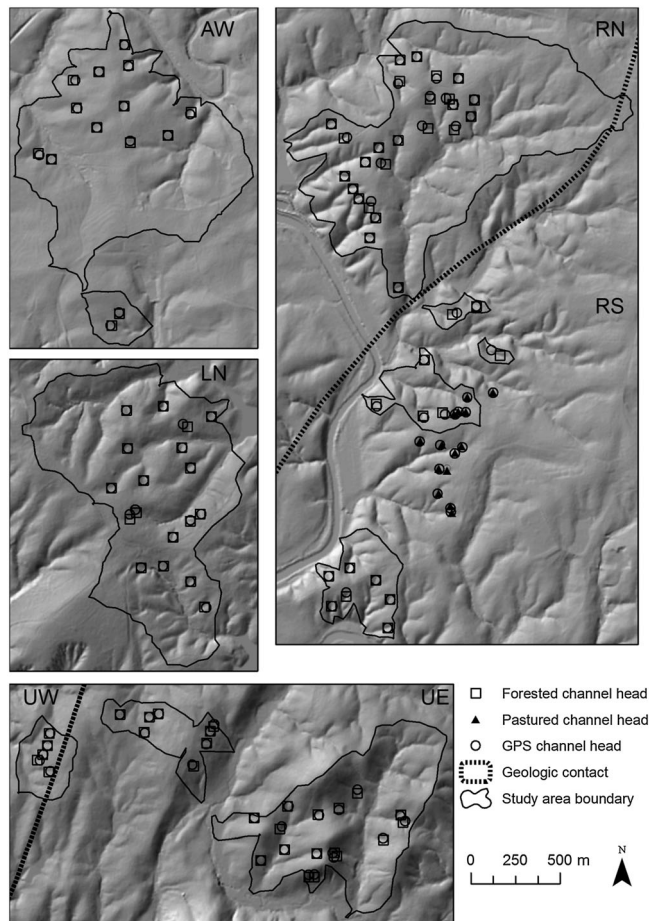 AW
RN
RS
LN
UW
UE
Forested channel head
Pastured channel head
GPS channel head
Geologic contact
Study area boundary
N
0 250 500 m